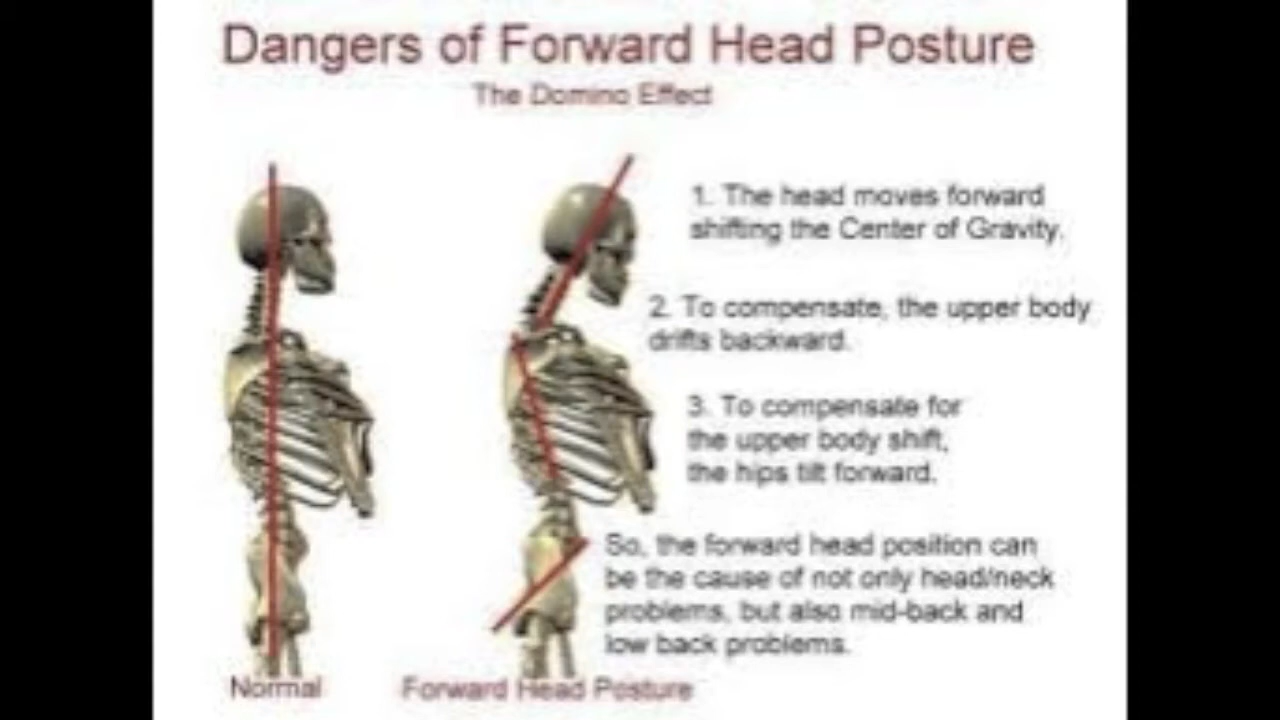 Dangers of Forward Head Posture
The Domino Effect
1. The head moves forward
shifting the Center of Gravity.
2. To compensate, the upper body
drifts backward.
3. To compensate for
the upper body shift,
the hips tilt forward.
So, the forward head position can
be the cause of not only head/neck
problems, but also mid-back and
low back problems.
Normal
Forward Head Posture